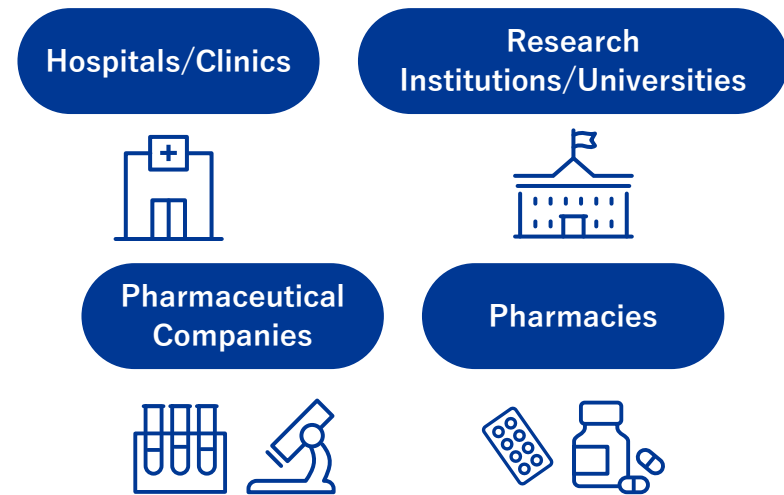 Hospitals/Clinics
Research
Institutions/Universities
Pharmaceutical
Companies
Pharmacies